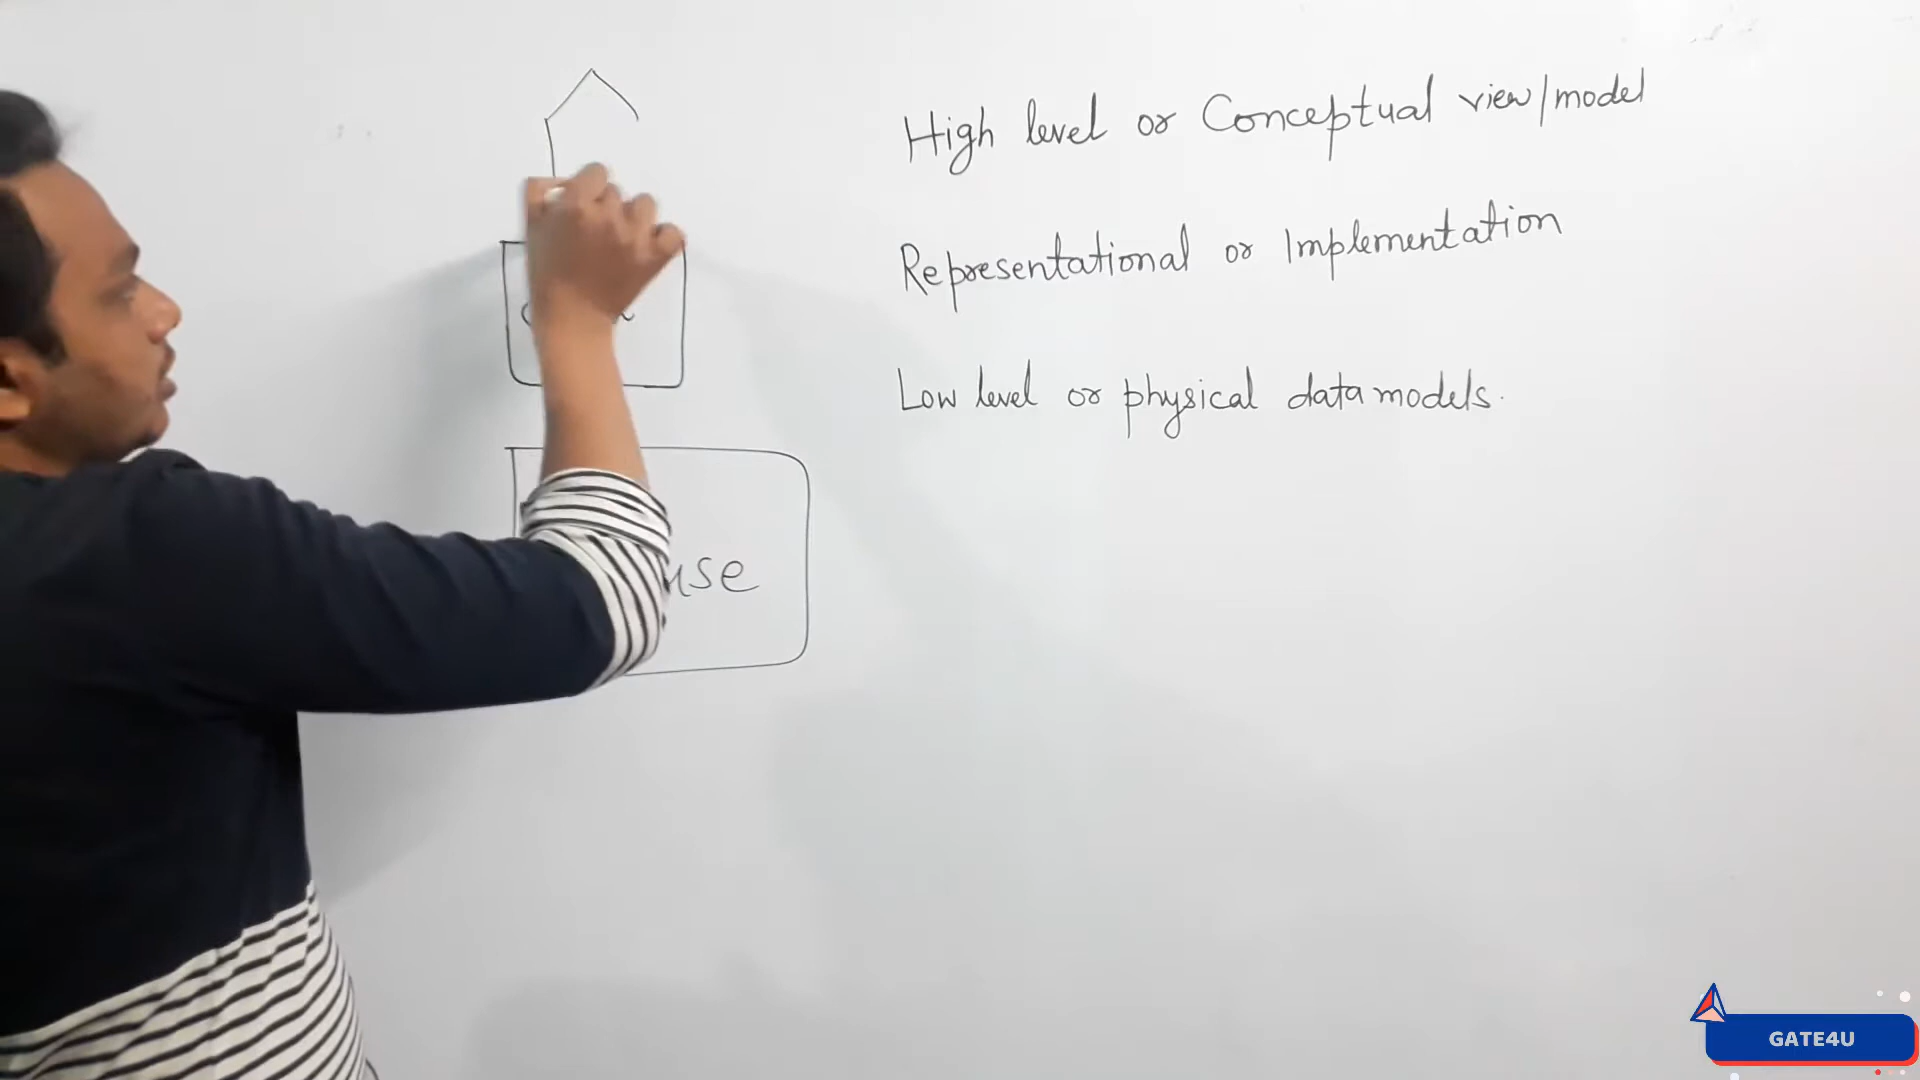 High level or Conceptual view/model
Representational or Implementation
Low level or physical data models.
GATE4U